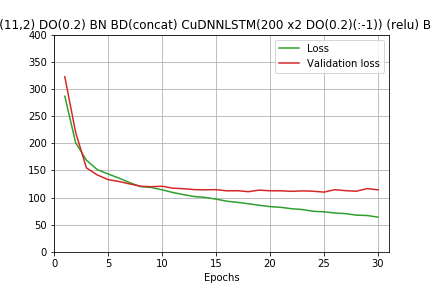 (11,2) DO(0.2) BN BD(concat) CuDNNLSTM(200 x2 DO(0.2)(:-1)) (relu) B
400
350
300
250
200
150
100
50
0
Loss
Validation loss
0 5 10 15 20 25 30
Epochs